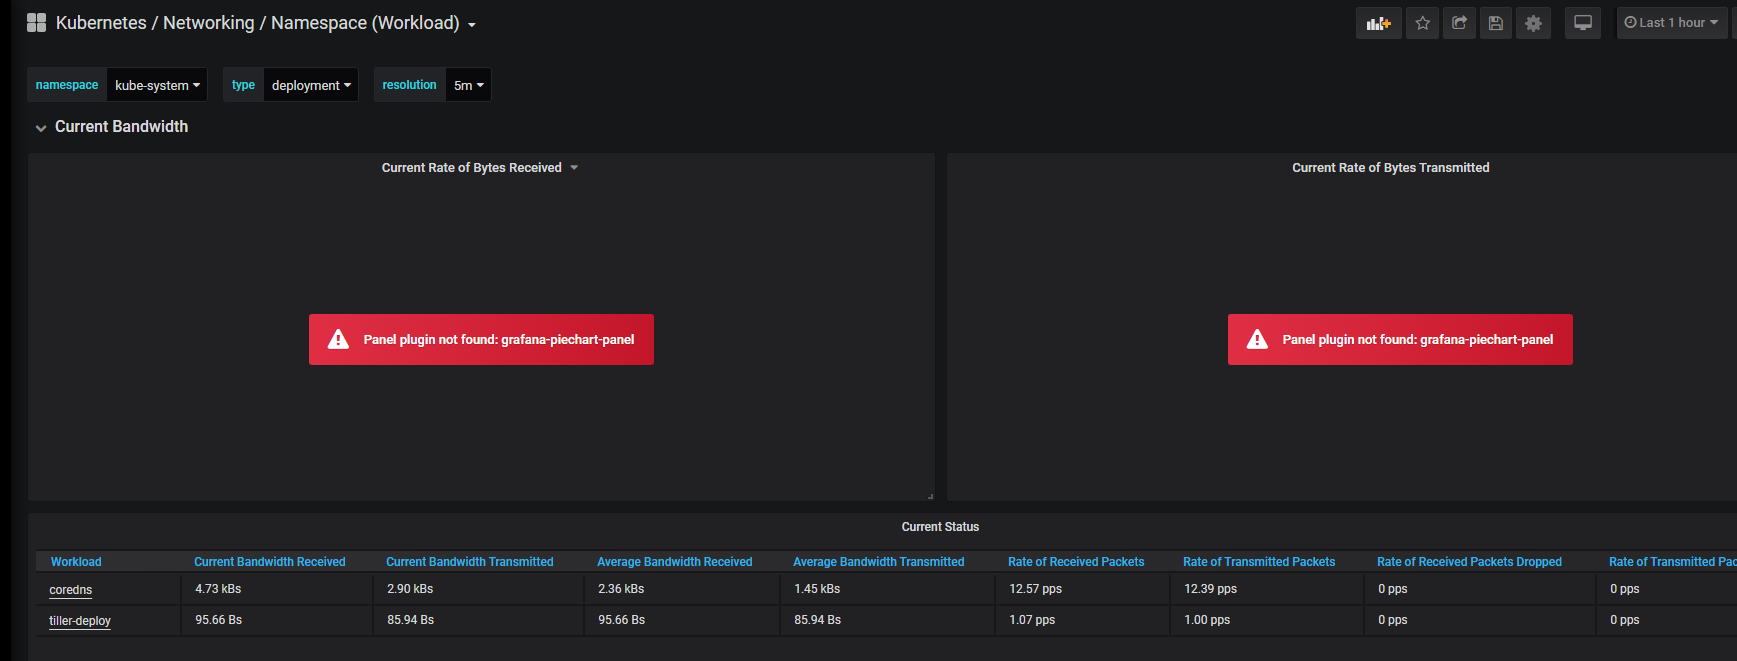 Kubernetes / Networking / Namespace (Workload)
Last 1 hour
namespace kube-system type deployment resolution 5m
Current Bandwidth
Current Rate of Bytes Received
Current Rate of Bytes Transmitted
Panel plugin not found: grafana-piechart-panel
Panel plugin not found: grafana-piechart-panel
Current Status
Workload Current Bandwidth Received Current Bandwidth Transmitted Average Bandwidth Received Average Bandwidth Transmitted Rate of Received Packets Rate of Transmitted Packets Rate of Received Packets Dropped Rate of Transmitted Pac
coredns 4.73 kBs 2.90 kBs 2.36 kBs 1.45 kBs 12.57 pps 12.39 pps 0 pps 0 pps
tiller-deploy 95.66 Bs 85.94 Bs 95.66 Bs 85.94 Bs 1.07 pps 1.00 pps 0 pps 0 pps